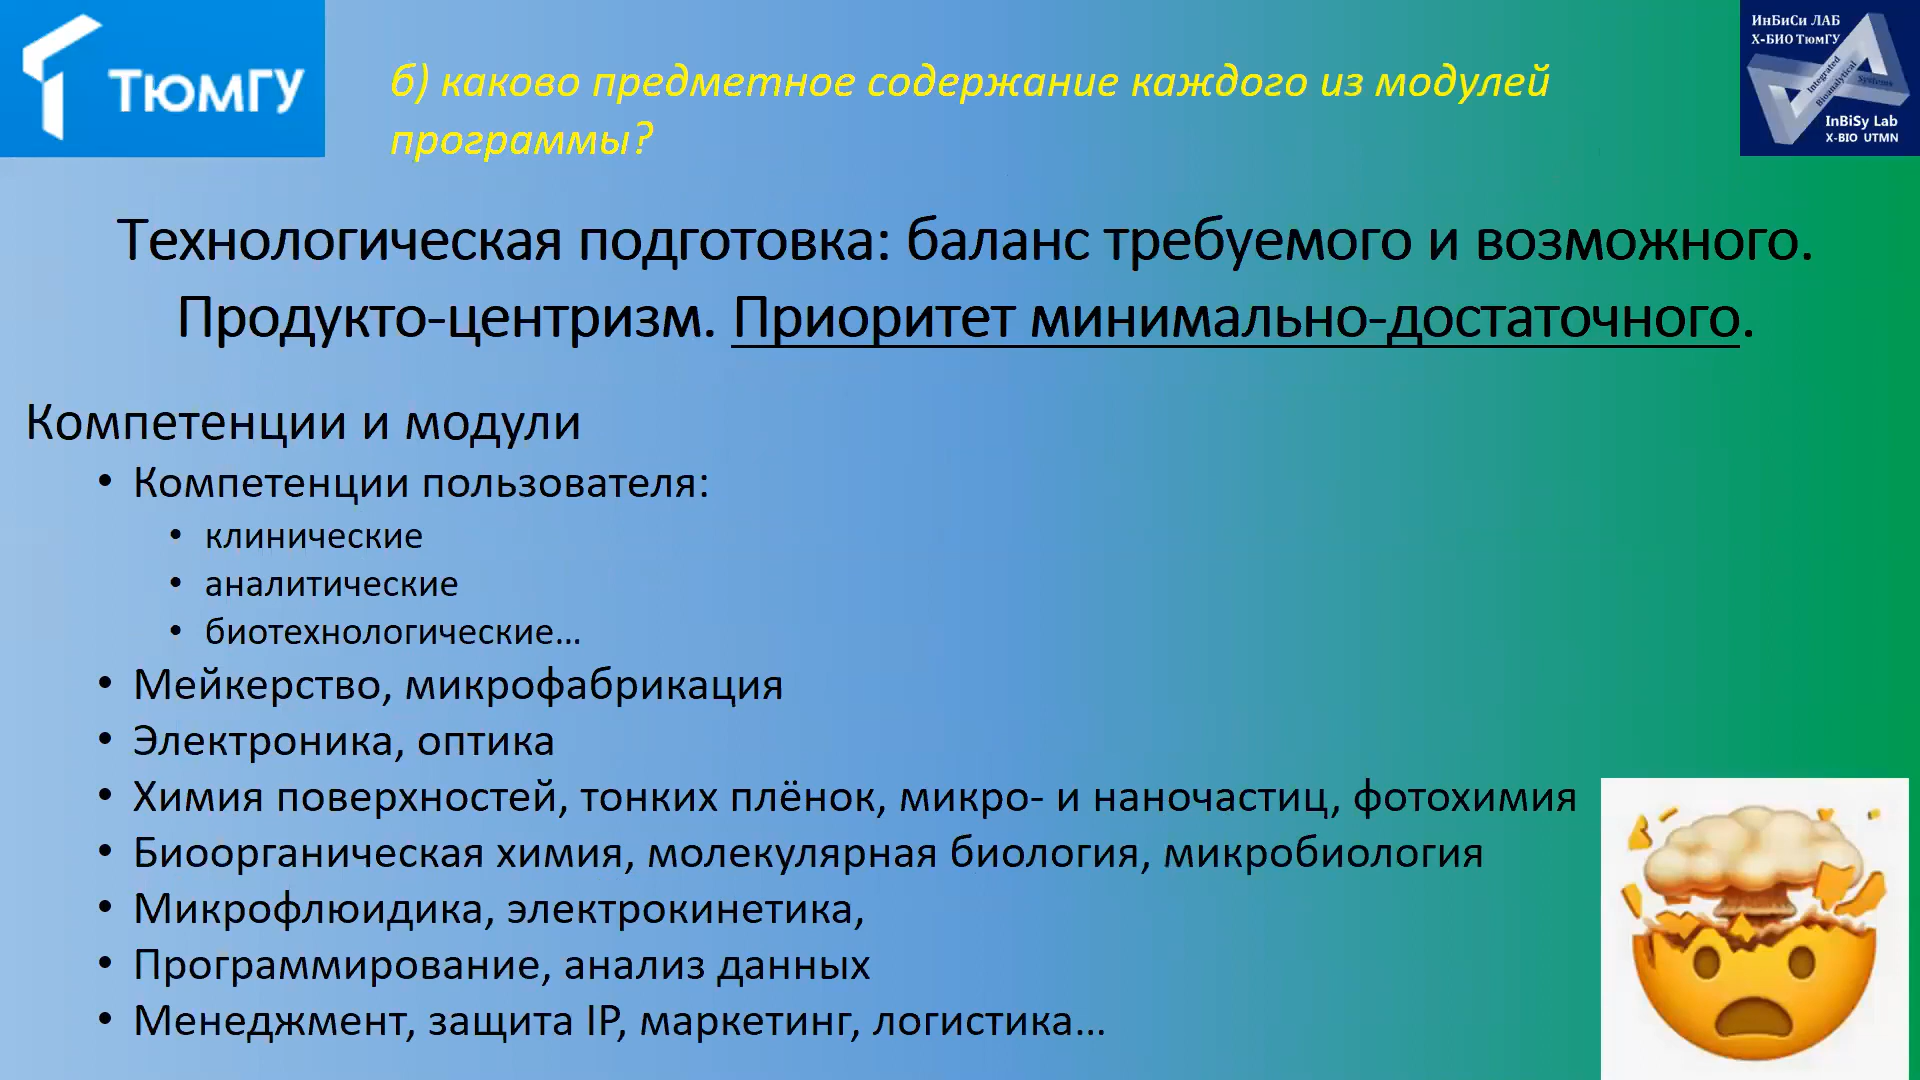 ТЮМГУ
б) каково предметное содержание каждого из модулей
программы?
ИнБиСи ЛАБ
X-БИО ТюмГУ
Integrated
Bioanalytical
Systems
InBiSy Lab
X-BIO UTMN
Технологическая подготовка: баланс требуемого и возможного.
Продукто-центризм. Приоритет минимально-достаточного.
Компетенции и модули
• Компетенции пользователя:
• клинические
• аналитические
• биотехнологические…
• Мейкерство, микрофабрикация
• Электроника, оптика
• Химия поверхностей, тонких плёнок, микро- и наночастиц, фотохимия
• Биоорганическая химия, молекулярная биология, микробиология
• Микрофлюидика, электрокинетика,
• Программирование, анализ данных
• Менеджмент, защита IP, маркетинг, логистика…